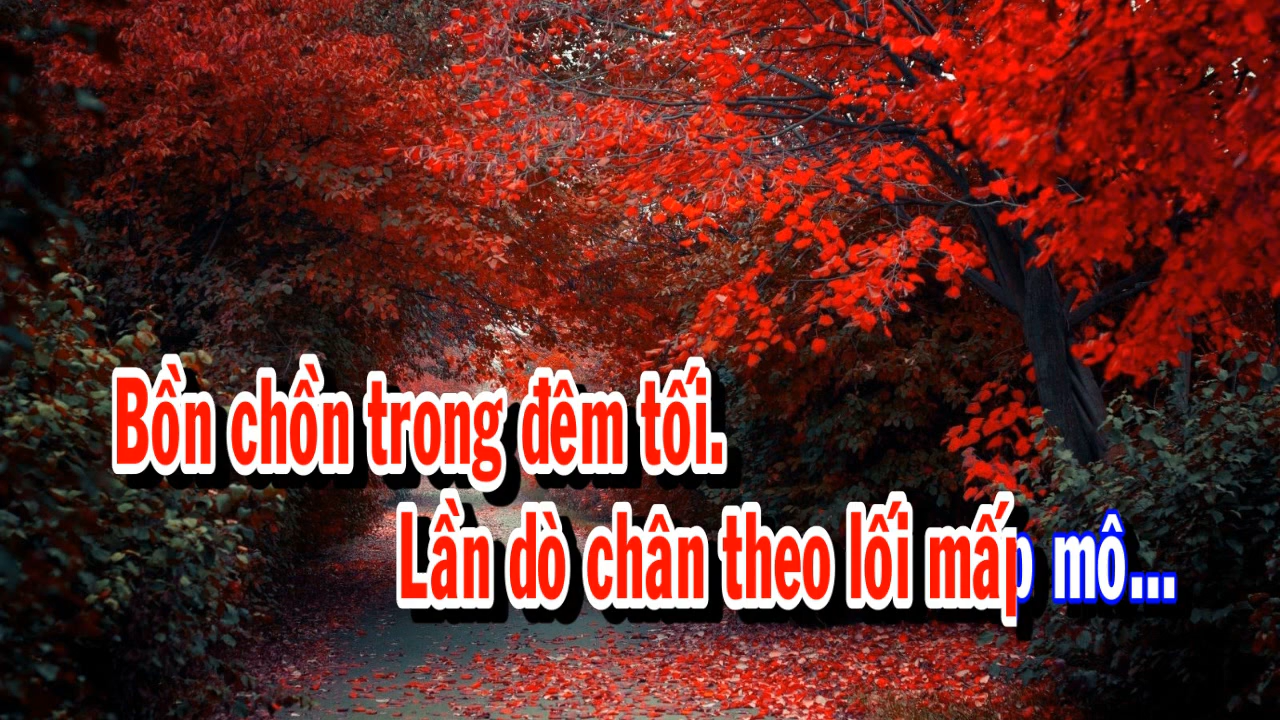 Bồn chồn trong đêm tối.
Lần dò chân theo lối mấp mô...